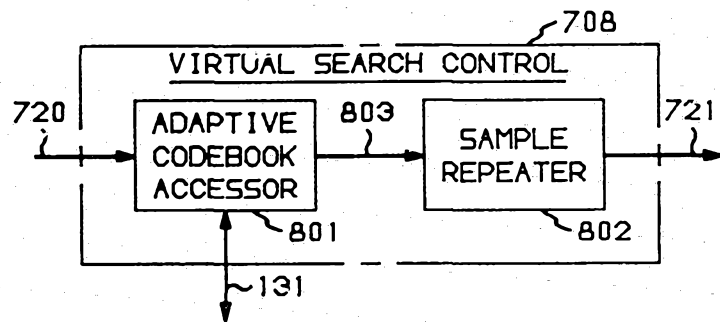 708
VIRTUAL SEARCH CONTROL
720
ADAPTIVE
CODEBOOK
ACCESSOR
803
SAMPLE
REPEATER
721
801
802
131